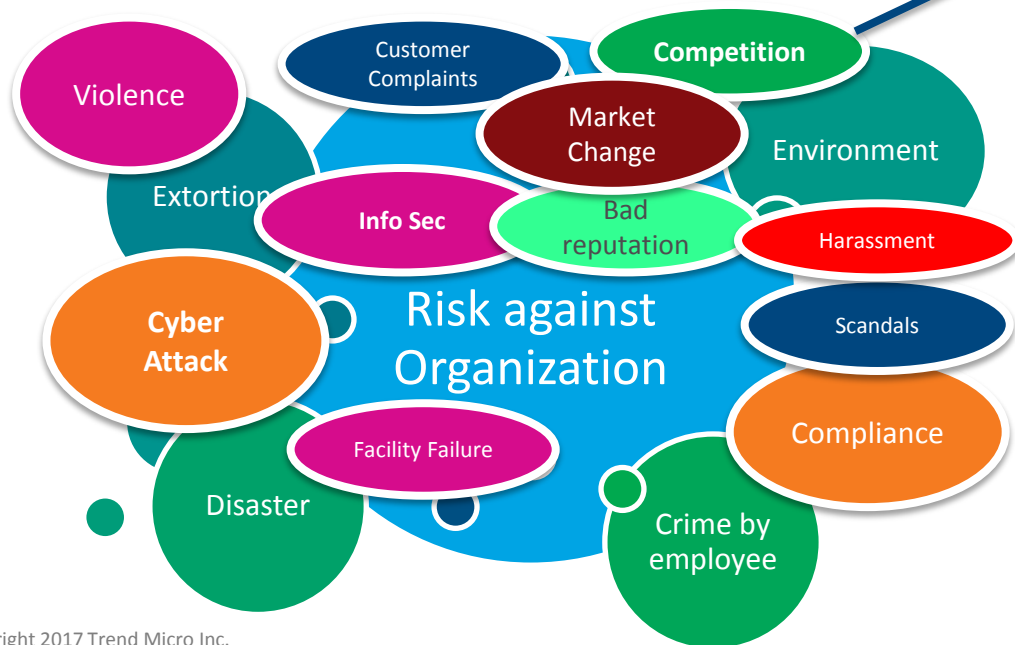 Customer
Complaints
Competition
Violence
Market
Change
Environment
Extortion
Info Sec
Bad
reputation
Harassment
Cyber
Attack
Risk against
Organization
Scandals
Facility Failure
Compliance
Disaster
Crime by
employee
right 2017 Trend Micro Inc.